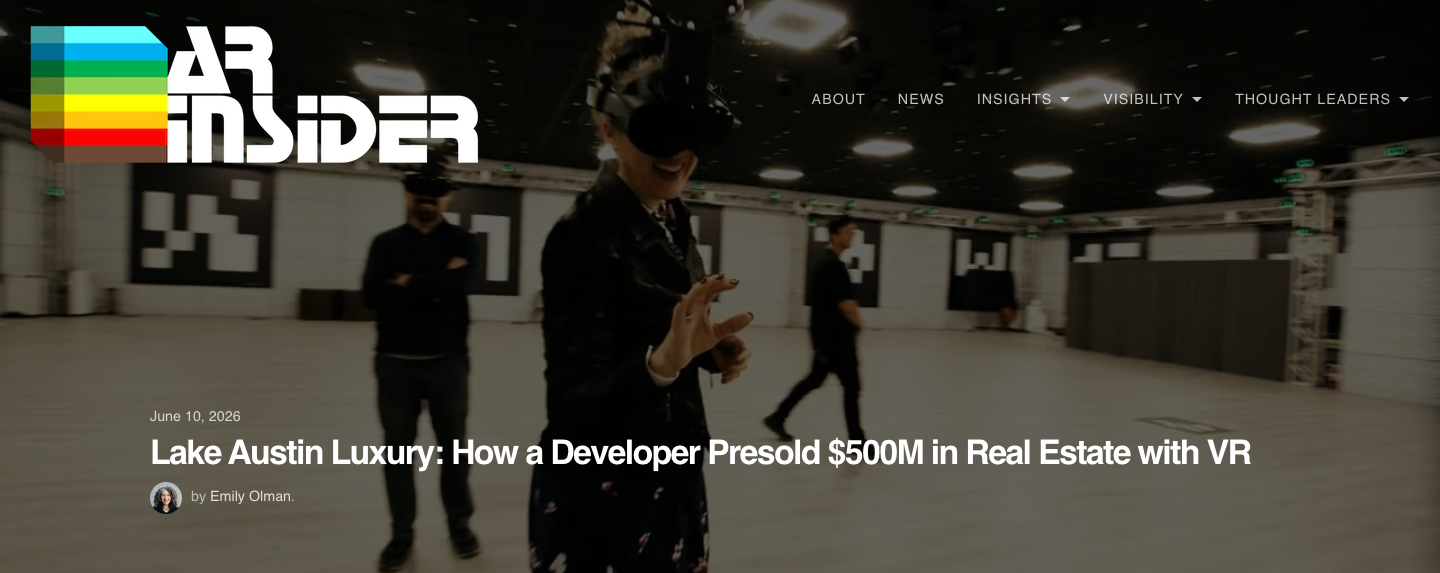 AR
INSIDER
ABOUT NEWS INSIGHTS VISIBILITY THOUGHT LEADERS
June 10, 2026
Lake Austin Luxury: How a Developer Presold $500M in Real Estate with VR
by Emily Olman.